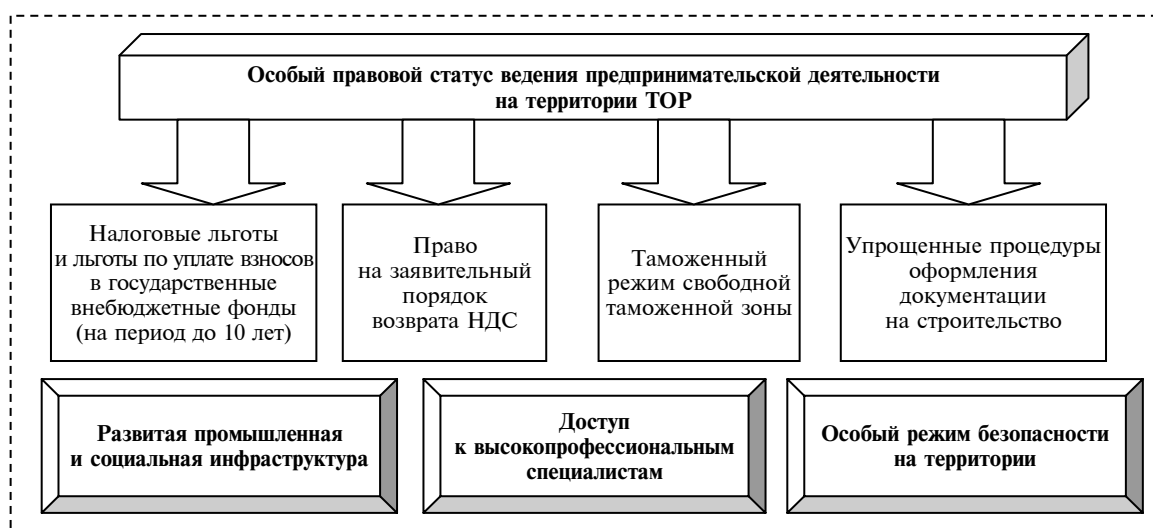 Особый правовой статус ведения предпринимательской деятельности
на территории ТОР
Налоговые льготы
и льготы по уплате взносов
в государственные
внебюджетные фонды
(на период до 10 лет)
Право
на заявительный
порядок
возврата НДС
Таможенный
режим свободной
таможенной зоны
Упрощенные процедуры
оформления
документации
на строительство
Развитая промышленная
и социальная инфраструктура
Доступ
к высокопрофессиональным
специалистам
Особый режим безопасности
на территории